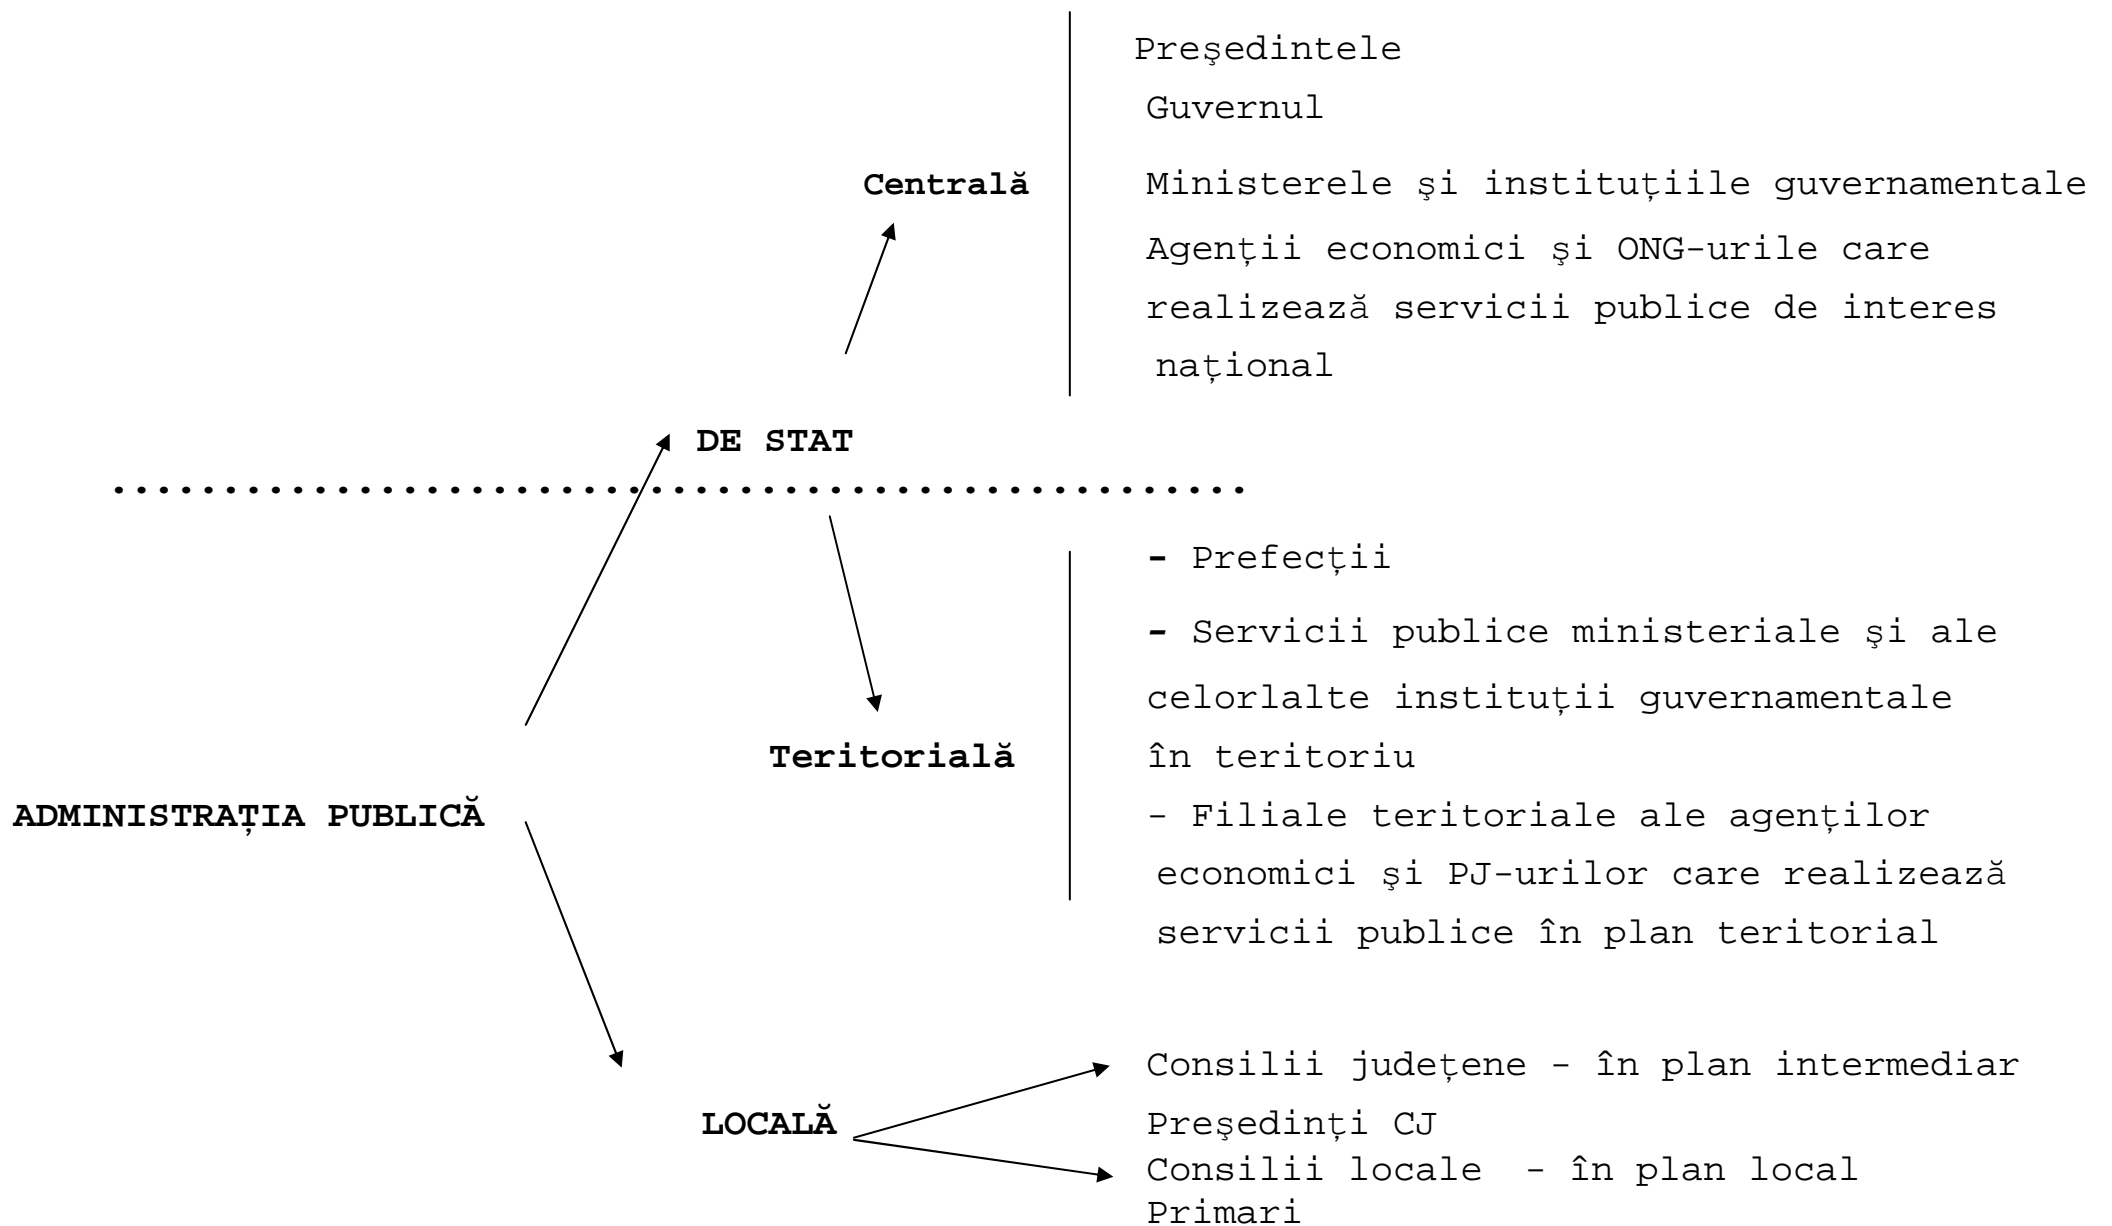 Preşedintele
Guvernul
Centrală
Ministerele şi instituţiile guvernamentale
Agenţii economici şi ONG-urile care
realizează servicii publice de interes
naţional
DE STAT
- Prefecţii
- Servicii publice ministeriale şi ale
celorlalte instituţii guvernamentale
Teritorială
în teritoriu
ADMINISTRAŢIA PUBLICĂ
- Filiale teritoriale ale agenţilor
economici şi PJ-urilor care realizează
servicii publice în plan teritorial
Consilii judeţene - în plan intermediar
LOCALĂ
Preşedinţi CJ
Consilii locale - în plan local
Primari